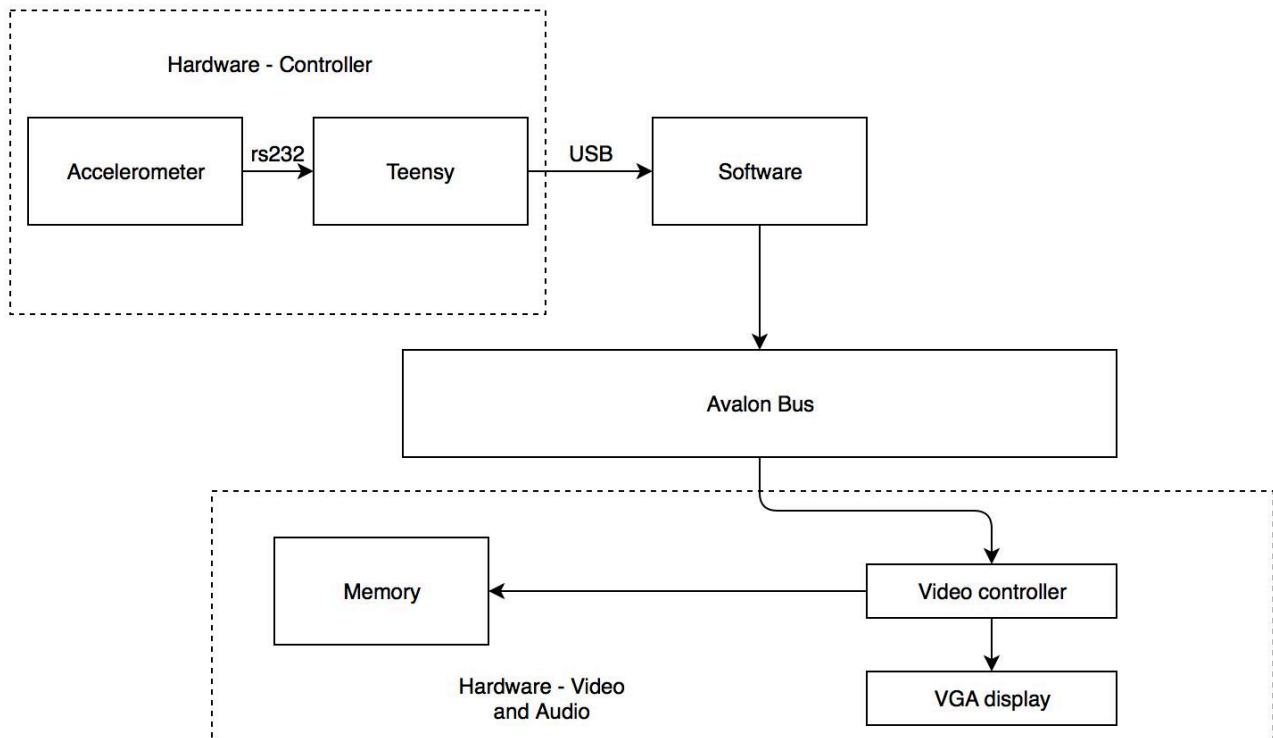 Hardware - Controller
Accelerometer
rs232
Teensy
USB
Software
Avalon Bus
Memory
Video controller
Hardware - Video
and Audio
VGA display